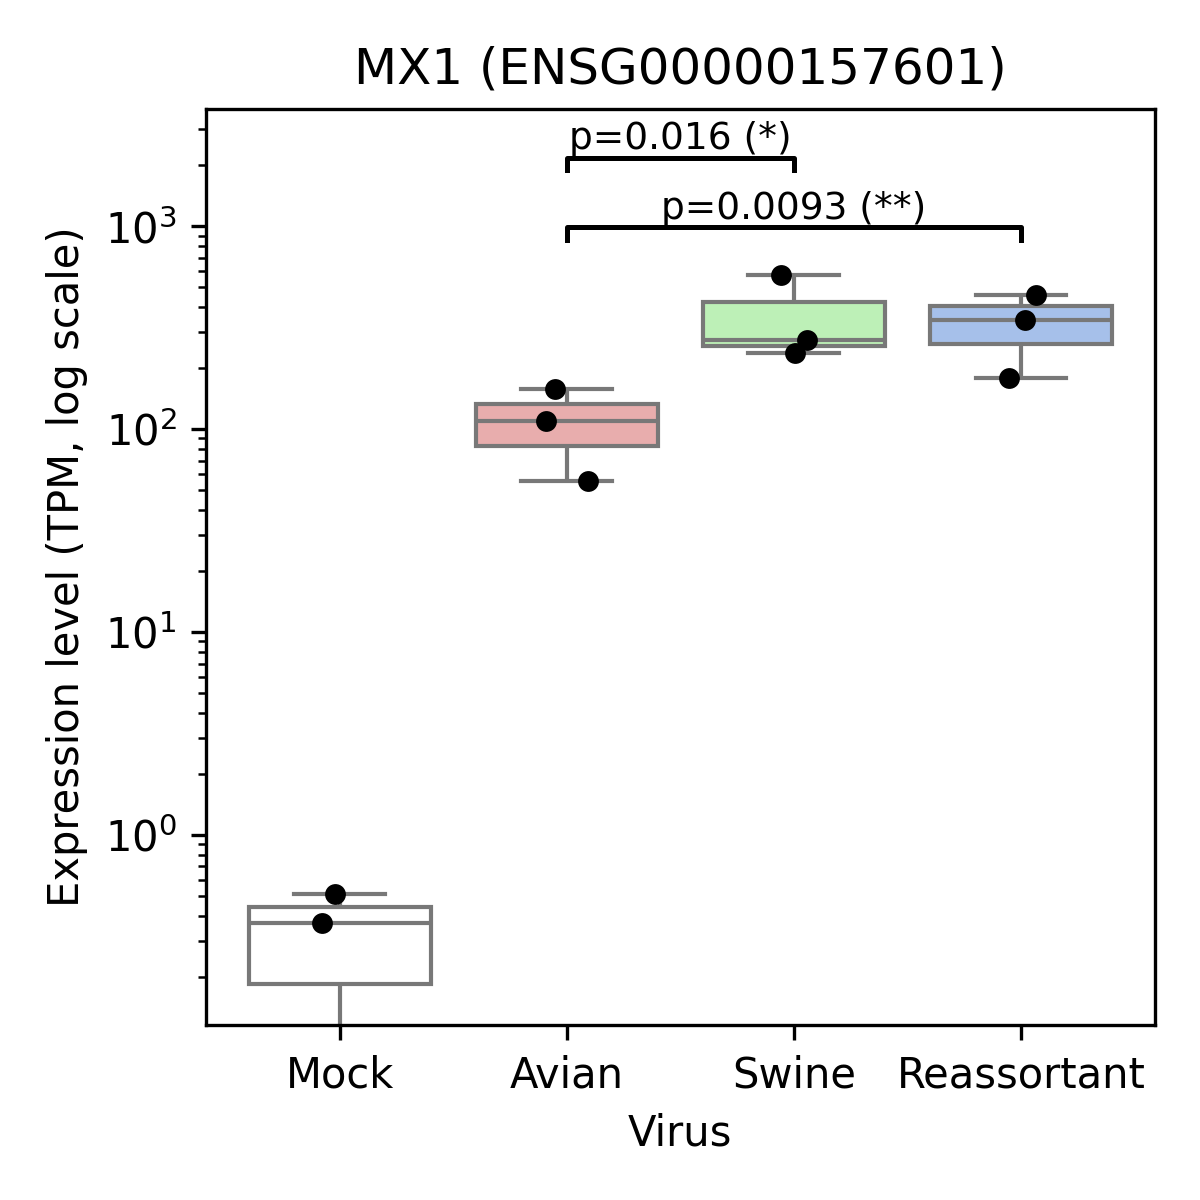 MX1 (ENSG00000157601)
p=0.016 (*)
p=0.0093 (**)
Expression level (TPM, log scale)
10³
10²
10¹
10⁰
Mock Avian Swine Reassortant
Virus